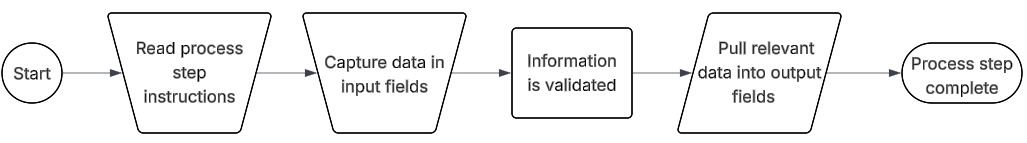 Start
Read process
step
instructions
Capture data in
input fields
Information
is validated
Pull relevant
data into output
fields
Process step
complete